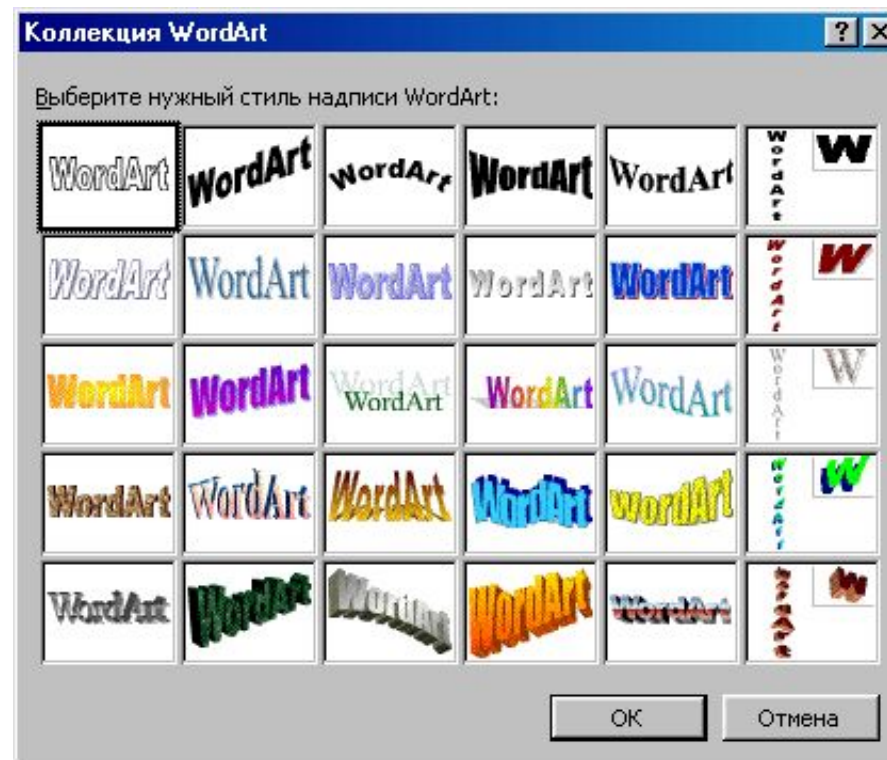 Коллекция WordArt
Выберите нужный стиль надписи WordArt:
WordArt WordArt WordArt WordArt WordArt WordArt W
WordArt WordArt WordArt WordArt WordArt WordArt W
WordArt WordArt WordArt WordArt WordArt WordArt WordArt W
WordArt WordArt WordArt WordArt WordArt WordArt W
WordArt WordArt WordArt WordArt WordArt WordArt W
ОК Отмена